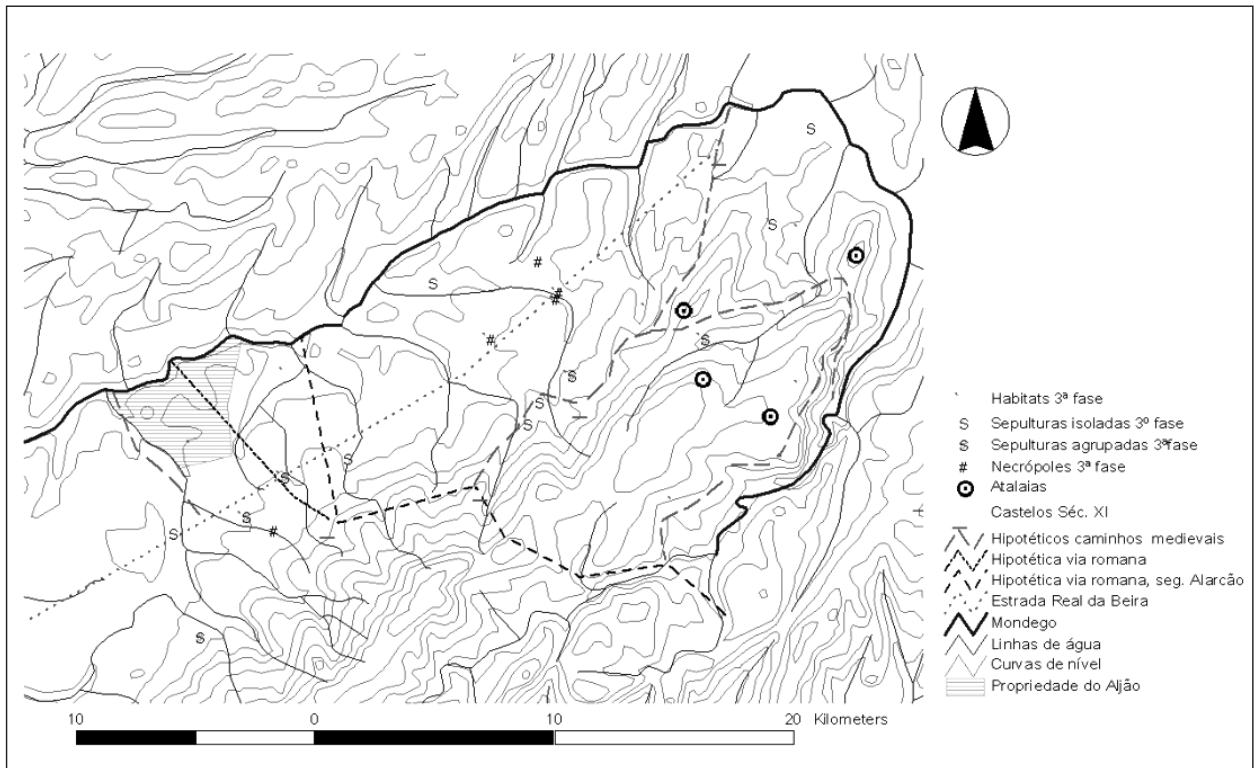 Habitats 3ª fase
S Sepulturas isoladas 3º fase
S Sepulturas agrupadas 3ªfase
# Necrópoles 3ª fase
Atalaias
Castelos Séc. XI
Hipotéticos caminhos medievais
Hipotética via romana
Hipotética via romana, seg. Alarcão
Estrada Real da Beira
Mondego
Linhas de água
Curvas de nível
Propriedade do Aljão
10 0 10 20 Kilometers